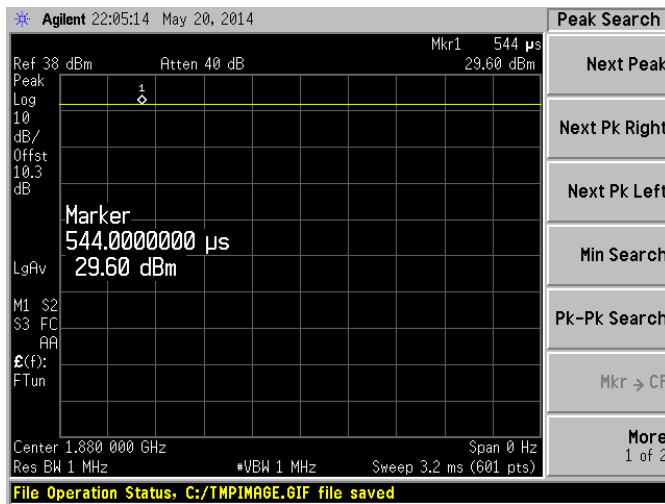 Agilent 22:05:14 May 20, 2014
Peak Search
Mkr1 544 µs
Ref 38 dBm Atten 40 dB 29.60 dBm
Peak
Log
10
dB/
Offst
10.3
dB
1
Marker
544.0000000 µs
29.60 dBm
LgAv
M1 S2
S3 FC
AA
£(f):
FTun
Center 1.880 000 GHz Span 0 Hz
Res BW 1 MHz #VBW 1 MHz Sweep 3.2 ms (601 pts)
File Operation Status, C:/TMPIMAGE.GIF file saved
Next Peak
Next Pk Right
Next Pk Left
Min Search
Pk-Pk Search
Mkr → CF
More
1 of 2